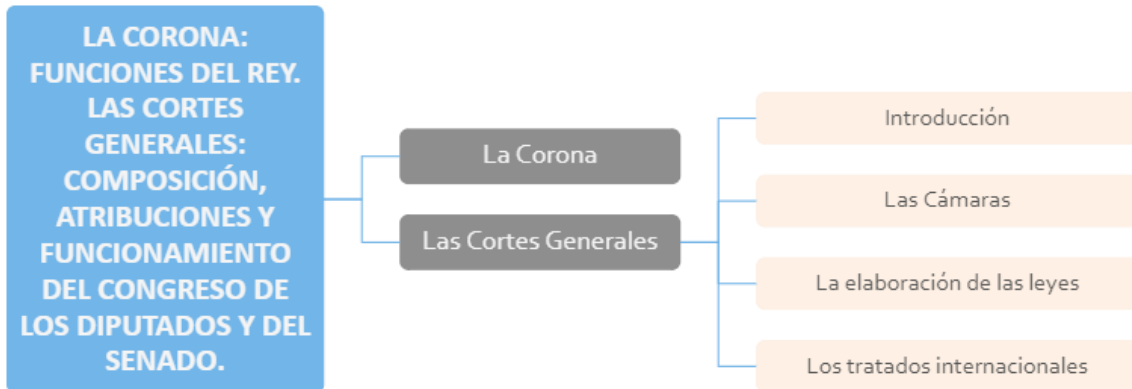 LA CORONA:
FUNCIONES DEL REY.
LAS CORTES
GENERALES:
COMPOSICIÓN,
ATRIBUCIONES Y
FUNCIONAMIENTO
DEL CONGRESO DE
LOS DIPUTADOS Y DEL
SENADO.
La Corona
Las Cortes Generales
Introducción
Las Cámaras
La elaboración de las leyes
Los tratados internacionales